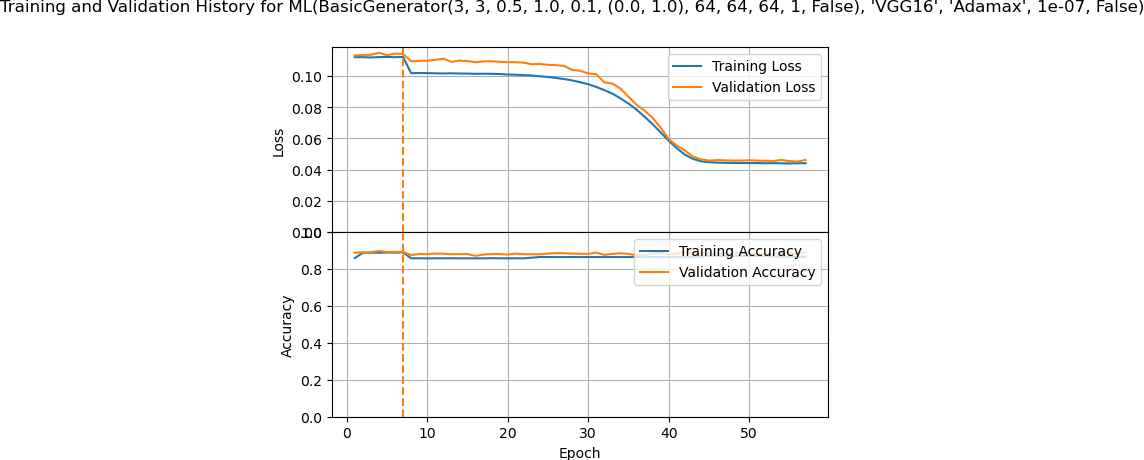 Training and Validation History for ML(BasicGenerator(3, 3, 0.5, 1.0, 0.1, (0.0, 1.0), 64, 64, 64, 1, False), 'VGG16', 'Adamax', 1e-07, False)
Training Loss
Validation Loss
0.10
0.08
0.06
0.04
0.02
0.00
Loss
1.0
Training Accuracy
Validation Accuracy
0.8
0.6
0.4
0.2
0.0
Accuracy
0 10 20 30 40 50
Epoch